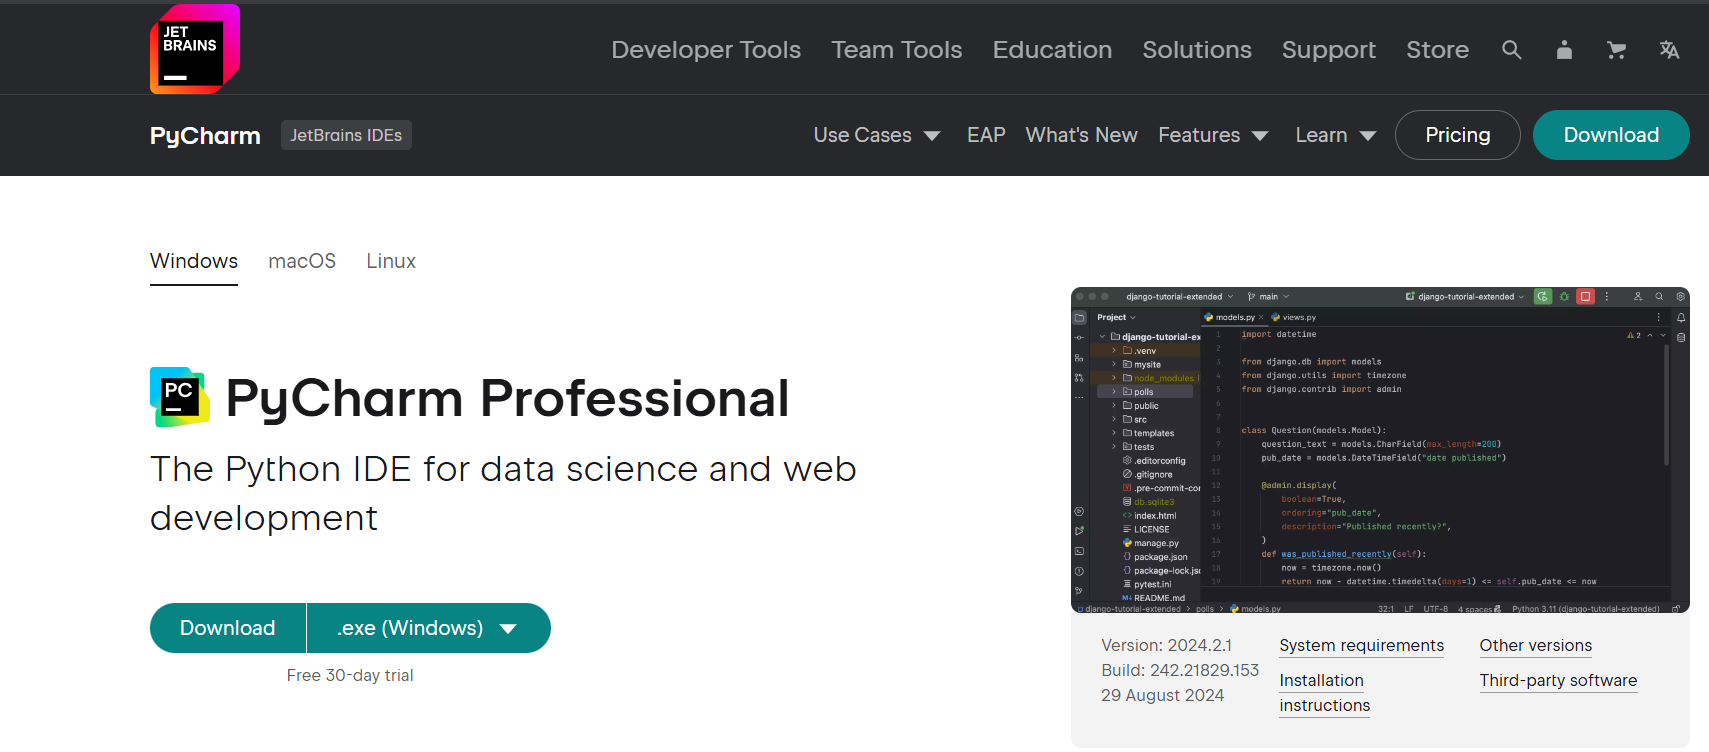 JET
BRAINS
Developer Tools Team Tools Education Solutions Support Store
PyCharm JetBrains IDEs Use Cases EAP What's New Features Learn Pricing Download
Windows macOS Linux
PC
PyCharm Professional
The Python IDE for data science and web
development
Download .exe (Windows)
Free 30-day trial
django-tutorial-extended main django-tutorial-extended
Project
models.py views.py
django-tutorial-ex
.venv
mysite
node_modules
polls
public
src
templates
tests
.editorconfig
.gitignore
.pre-commit-cor
db.sqlite3
index.html
LICENSE
manage.py
package.json
package-lock.jsc
pytest.ini
README.md
2
1 import datetime
2
3 from django.db import models
4 from django.utils import timezone
5 from django.contrib import admin
6
7
8 class Question(models.Model):
9 question_text = models.CharField(max_length=200)
10 pub_date = models.DateTimeField("date published")
11
12 @admin.display(
13 boolean=True,
14 ordering="pub_date",
15 description="Published recently?",
16 )
17 def was_published_recently(self):
18 now = timezone.now()
19 return now - datetime.timedelta(days=1) <= self.pub_date <= now
django-tutorial-extended > polls > models.py 32:1 LF UTF-8 4 spaces Python 3.11 (django-tutorial-extended)
Version: 2024.2.1
Build: 242.21829.153
29 August 2024
System requirements
Installation
instructions
Other versions
Third-party software